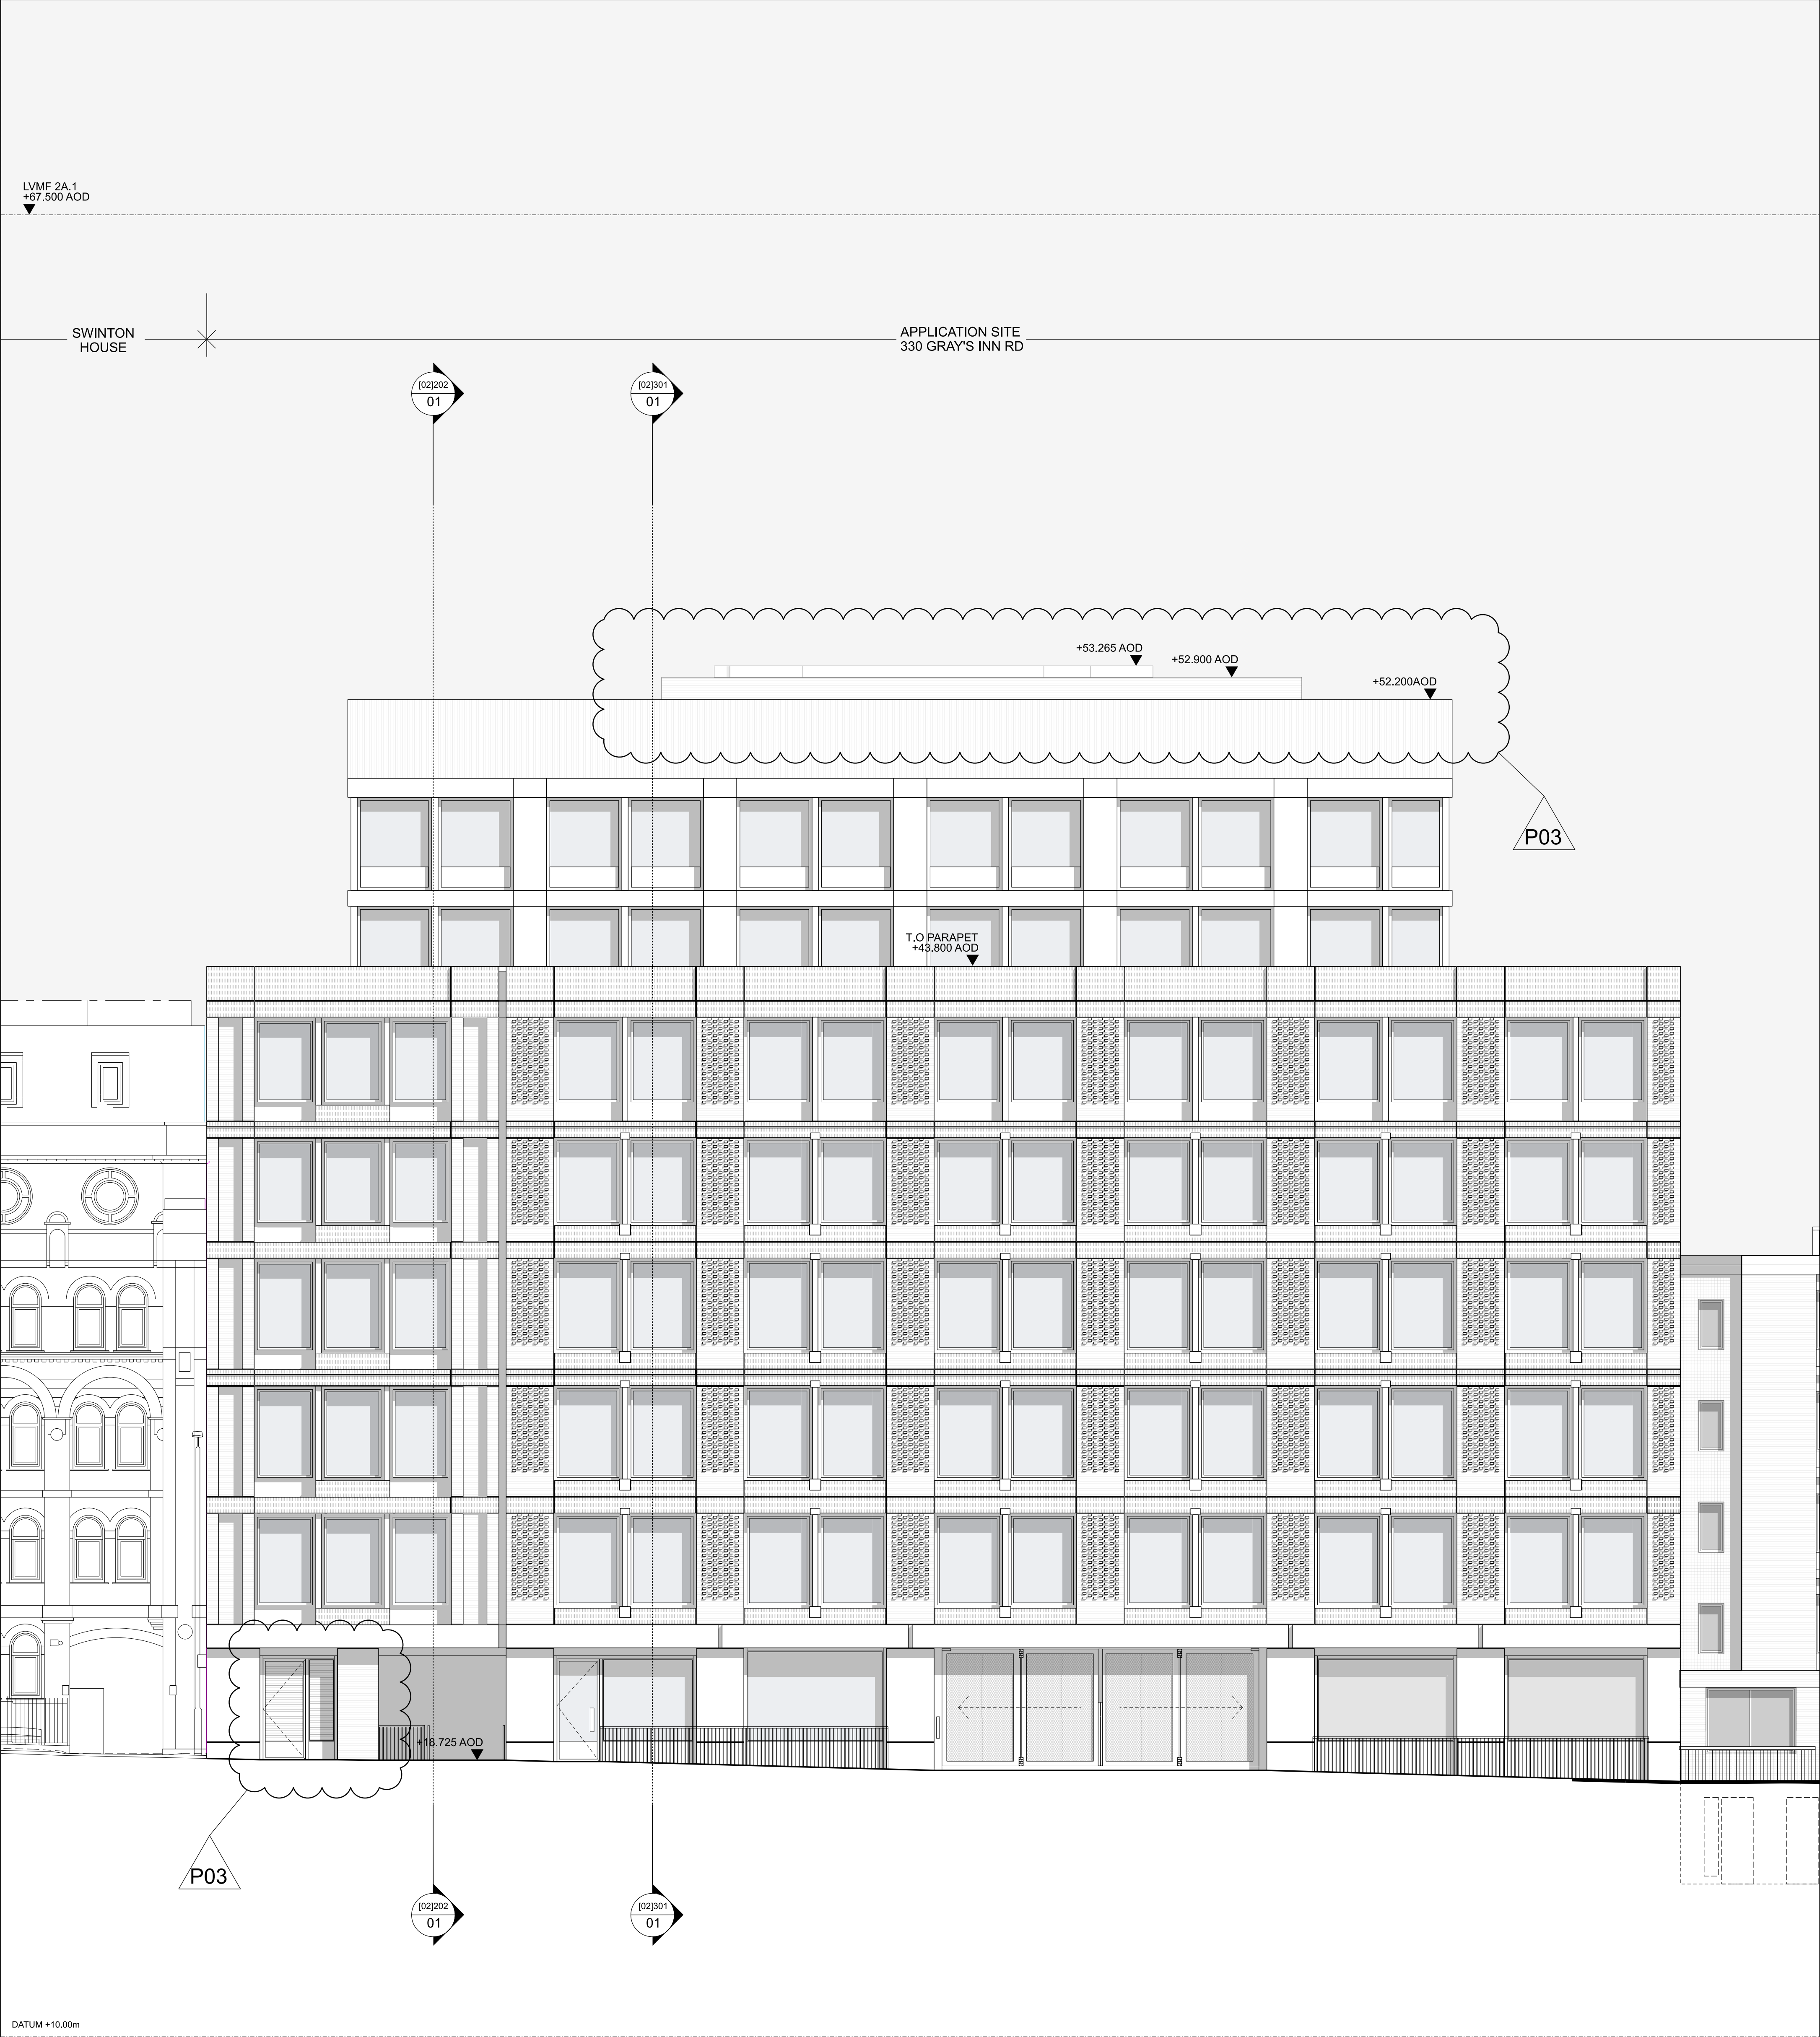 LVMF 2A.1
+67.500 AOD
SWINTON
HOUSE
APPLICATION SITE
330 GRAY'S INN RD
[02]202
01
[02]301
01
+53.265 AOD
+52.900 AOD
+52.200AOD
P03
T.O PARAPET
+43.800 AOD
+18.725 AOD
P03
[02]202
01
[02]301
01
DATUM +10.00m